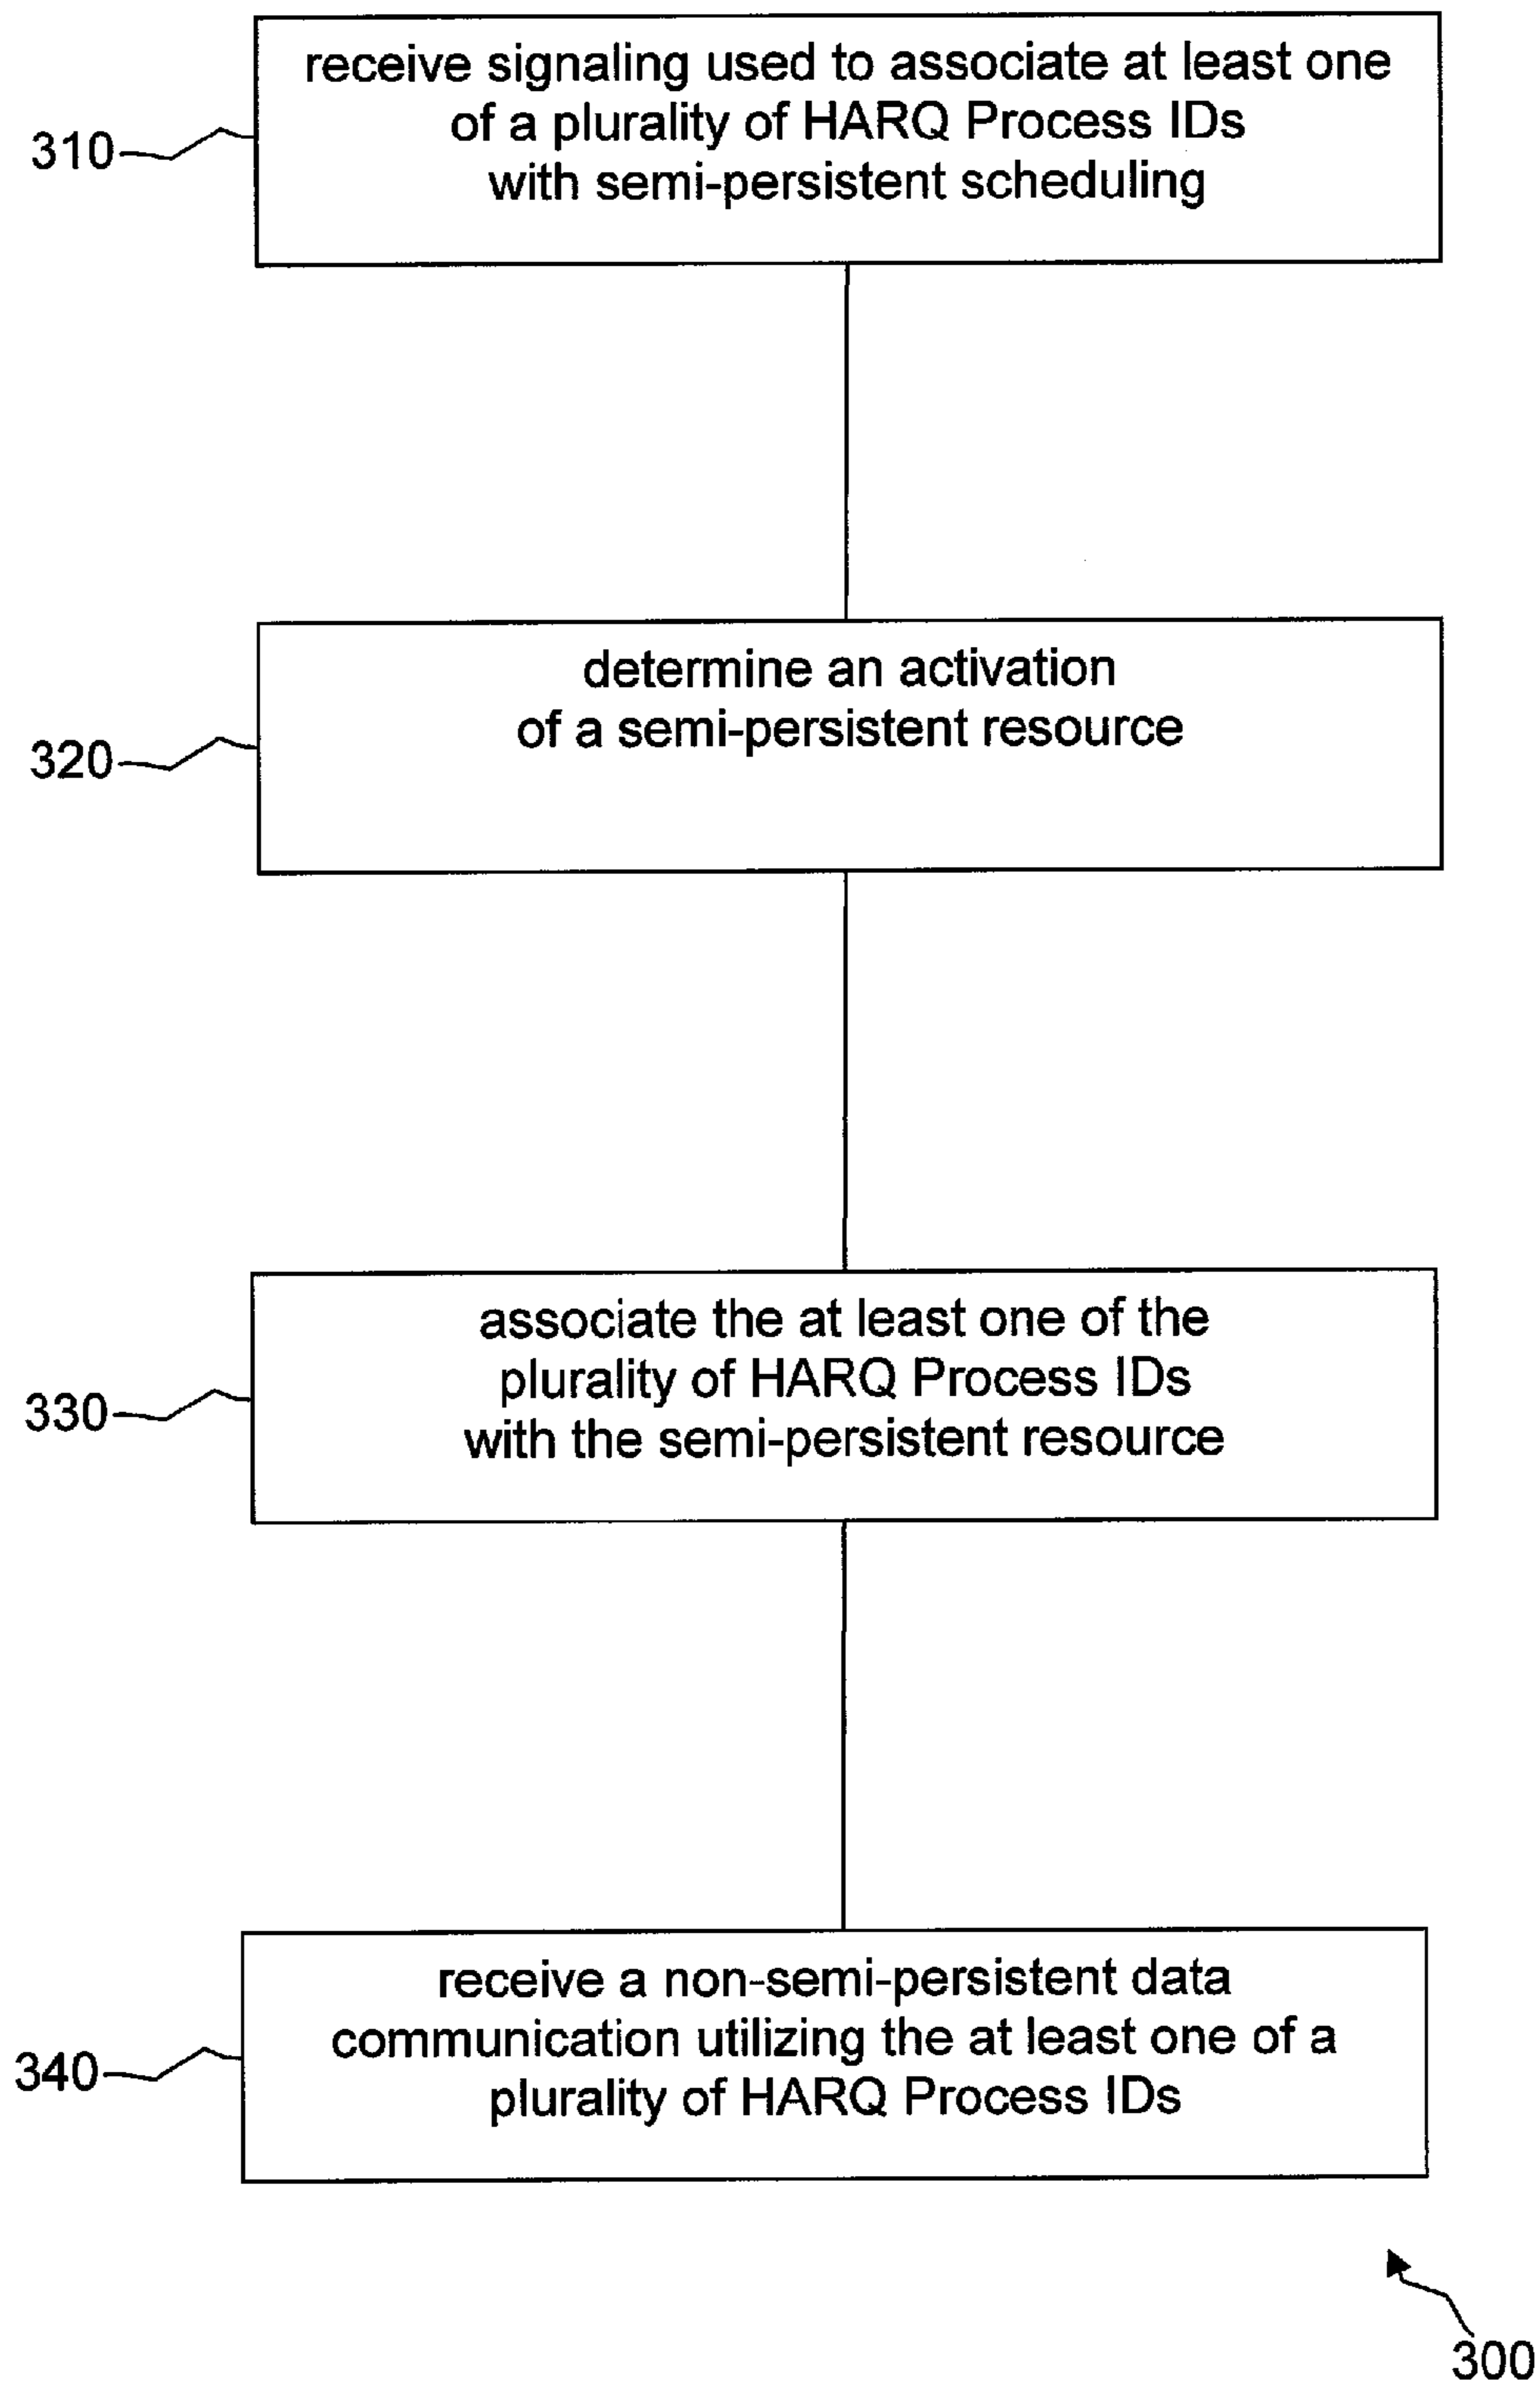 receive signaling used to associate at least one
of a plurality of HARQ Process IDs
with semi-persistent scheduling
310
determine an activation
of a semi-persistent resource
320
associate the at least one of the
plurality of HARQ Process IDs
with the semi-persistent resource
330
receive a non-semi-persistent data
communication utilizing the at least one of a
plurality of HARQ Process IDs
340
300